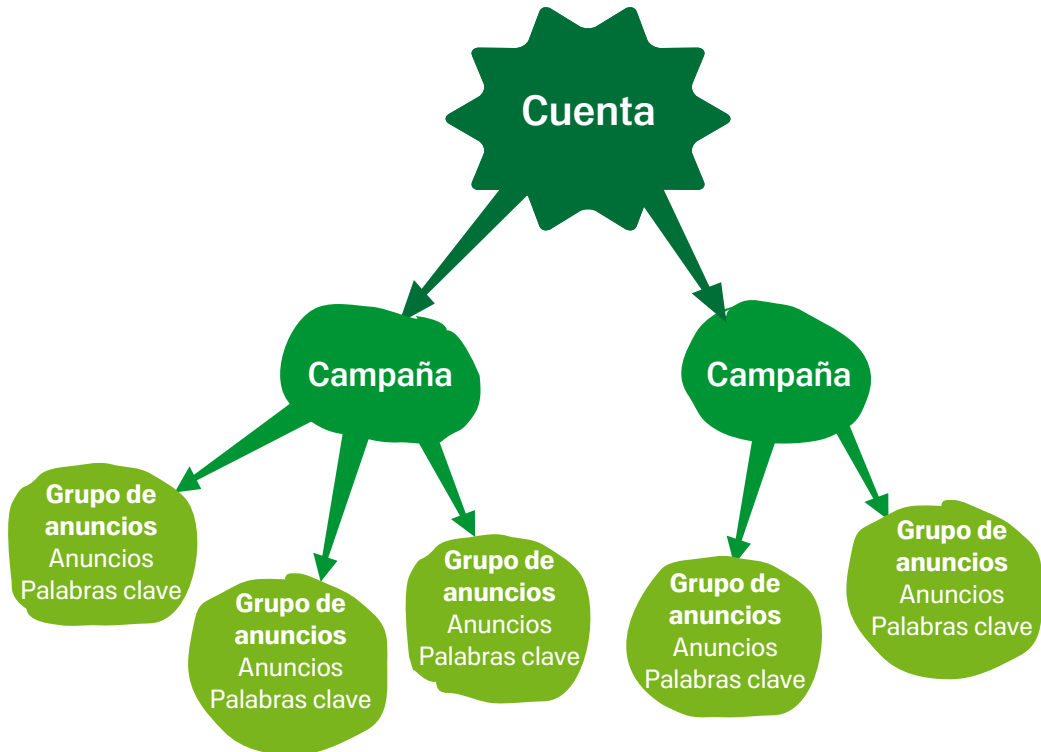 Cuenta
Campaña
Campaña
Grupo de
anuncios
Anuncios
Palabras clave
Grupo de
anuncios
Anuncios
Palabras clave
Grupo de
anuncios
Anuncios
Palabras clave
Grupo de
anuncios
Anuncios
Palabras clave
Grupo de
anuncios
Anuncios
Palabras clave